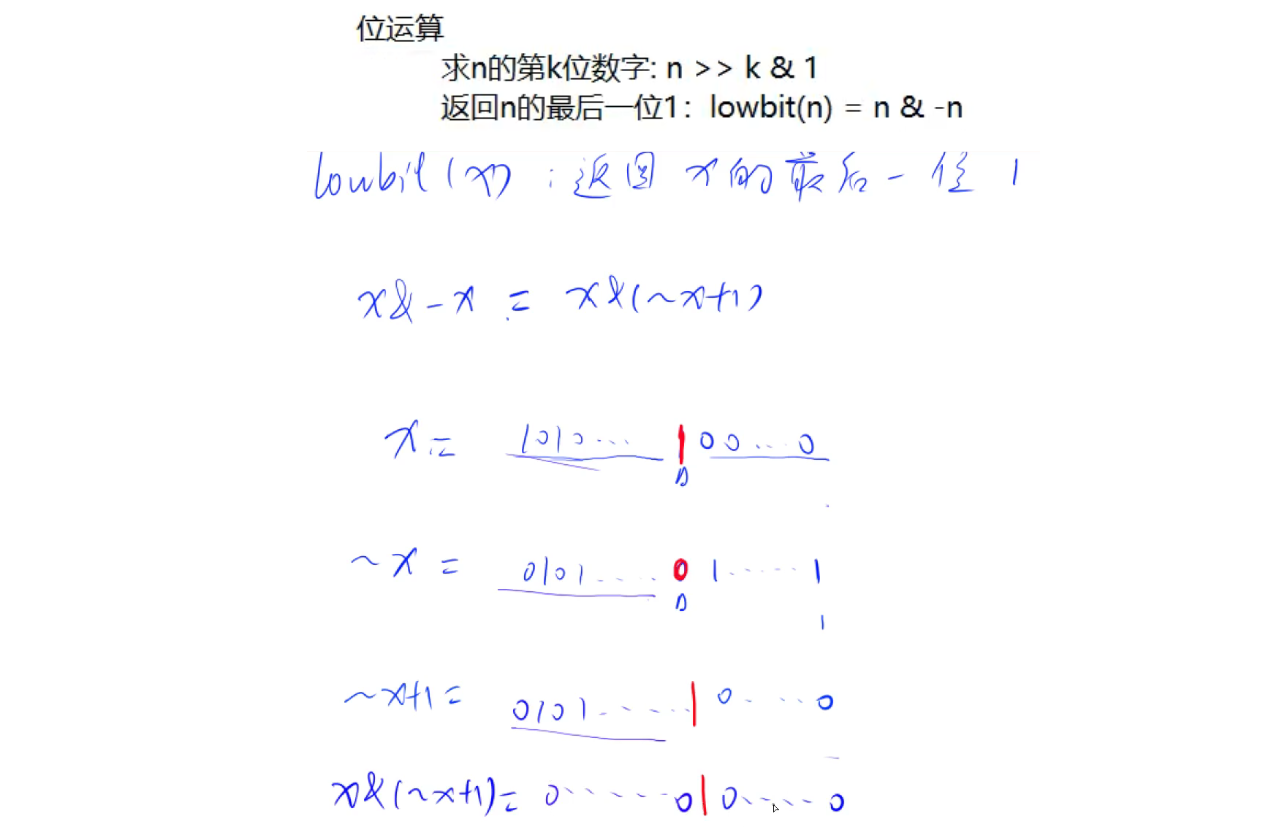 位运算
求n的第k位数字: n >> k & 1
返回n的最后一位1：lowbit(n) = n & -n
lowbit(x) : 返回 x的最后一位 1
x&-x = x&(~x+1)
x = 1010... 1 00...0
~x = 0101..... 0 1......1
1
~x+1 = 0101..... 1 0....0
x&(~x+1)= 0......0 1 0.....0